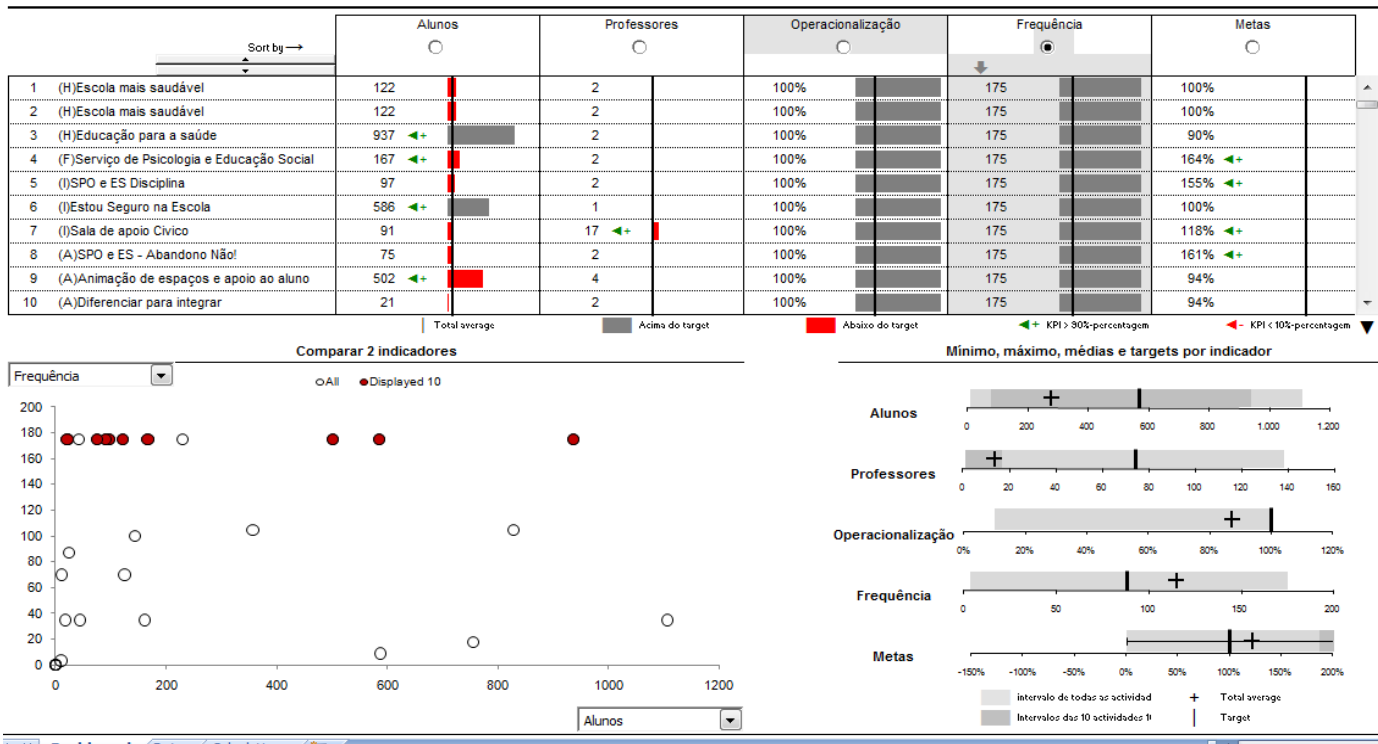 Alunos Professores Operacionalização Frequência Metas
Sort by →
1 (H)Escola mais saudável 122 2 100% 175 100%
2 (H)Escola mais saudável 122 2 100% 175 100%
3 (H)Educação para a saúde 937 + 2 100% 175 90%
4 (F)Serviço de Psicologia e Educação Social 167 + 2 100% 175 164% +
5 (I)SPO e ES Disciplina 97 2 100% 175 155% +
6 (I)Estou Seguro na Escola 586 + 1 100% 175 100%
7 (I)Sala de apoio Civico 91 17 + 100% 175 118% +
8 (A)SPO e ES - Abandono Não! 75 2 100% 175 161% +
9 (A)Animação de espaços e apoio ao aluno 502 + 4 100% 175 94%
10 (A)Diferenciar para integrar 21 2 100% 175 94%
Total average Acima do target Abaixo do target + KPI > 90%-percentagem - KPI < 10%-percentagem
Comparar 2 indicadores
Frequência
All Displayed 10
200
180
160
140
120
100
80
60
40
20
0
0 200 400 600 800 1000 1200
Alunos
Mínimo, máximo, médias e targets por indicador
Alunos
0 200 400 600 800 1.000 1.200
Professores
0 20 40 60 80 100 120 140 160
Operacionalização
0% 20% 40% 60% 80% 100% 120%
Frequência
0 50 100 150 200
Metas
-150% -100% -50% 0% 50% 100% 150% 200%
intervalo de todas as actividad + Total average
Intervalos das 10 actividades Target